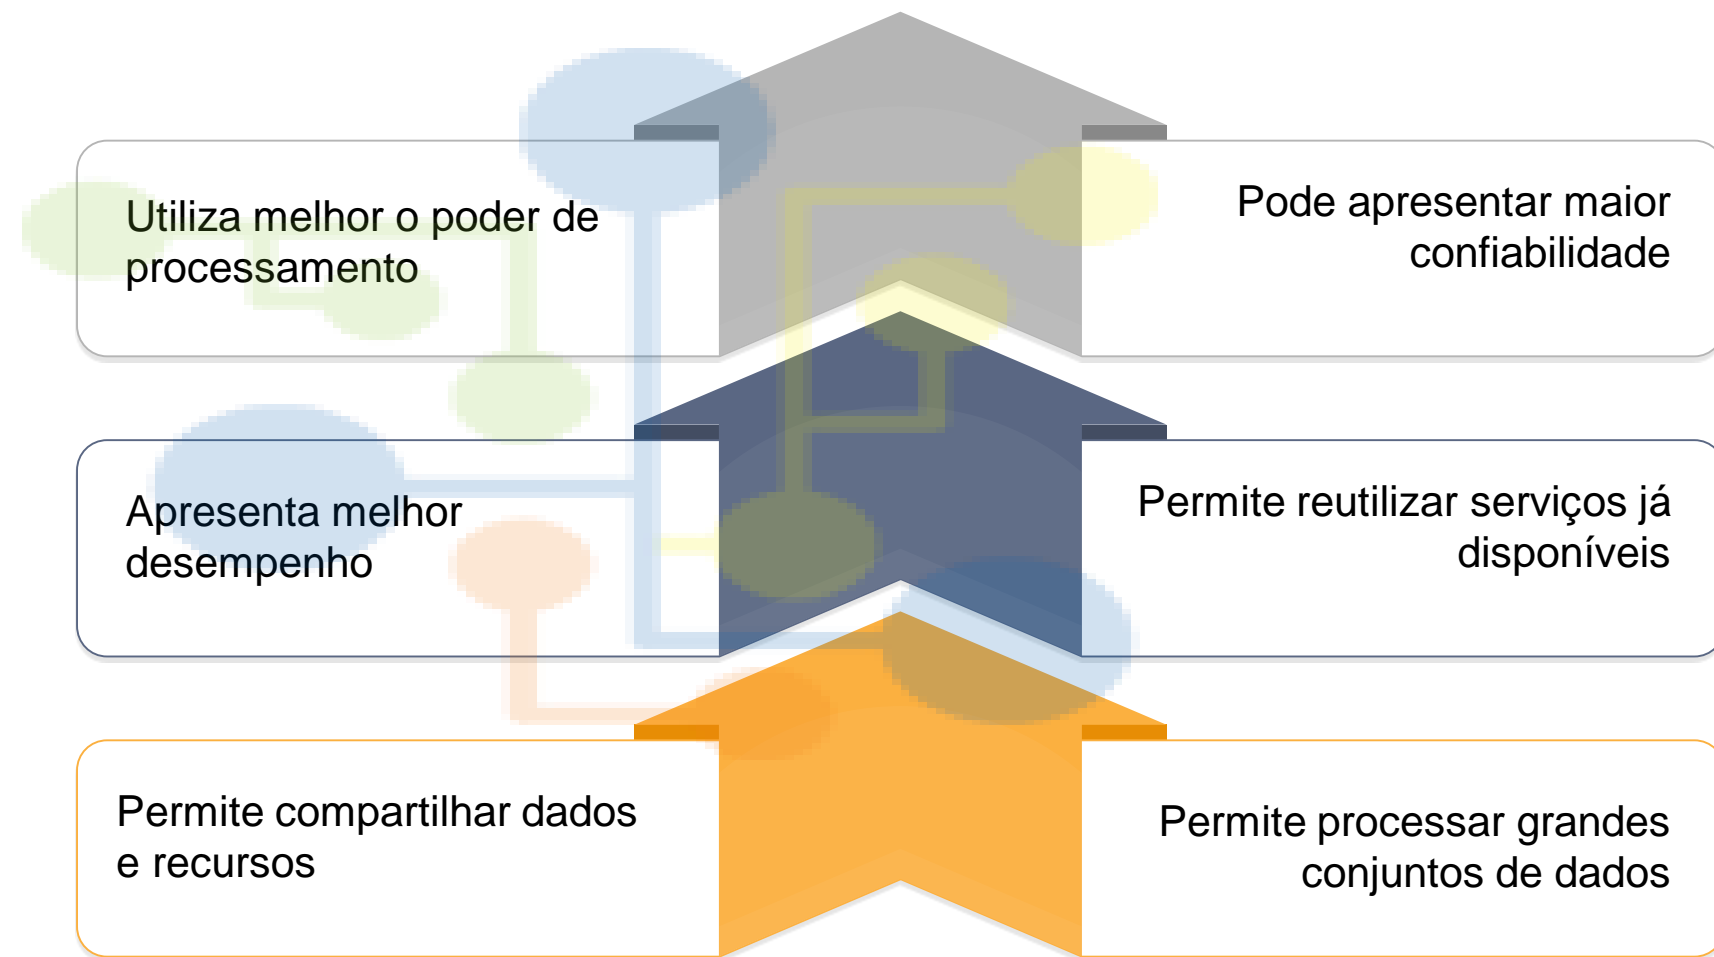 Utiliza melhor o poder de
processamento
Pode apresentar maior
confiabilidade
Apresenta melhor
desempenho
Permite reutilizar serviços já
disponíveis
Permite compartilhar dados
e recursos
Permite processar grandes
conjuntos de dados